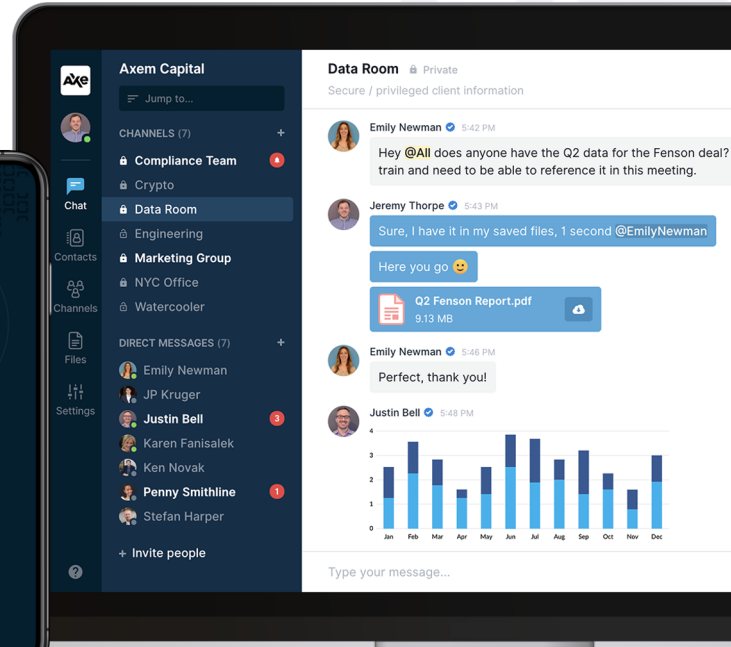 AXe
Axem Capital
Jump to...
CHANNELS (7) +
Compliance Team
Crypto
Data Room
Engineering
Marketing Group
NYC Office
Watercooler
DIRECT MESSAGES (7) +
Emily Newman
JP Kruger
Justin Bell 3
Karen Fanisalek
Ken Novak
Penny Smithline 1
Stefan Harper
+ Invite people
Chat
Contacts
Channels
Files
Settings
?
Data Room Private
Secure / privileged client information
Emily Newman 5:42 PM
Hey @All does anyone have the Q2 data for the Fenson deal?
train and need to be able to reference it in this meeting.
Jeremy Thorpe 5:43 PM
Sure, I have it in my saved files, 1 second @EmilyNewman
Here you go 🙂
Q2 Fenson Report.pdf
9.13 MB
Emily Newman 5:46 PM
Perfect, thank you!
Justin Bell 5:48 PM
4
3
2
1
0
Jan Feb Mar Apr May Jun Jul Aug Sep Oct Nov Dec
Type your message...